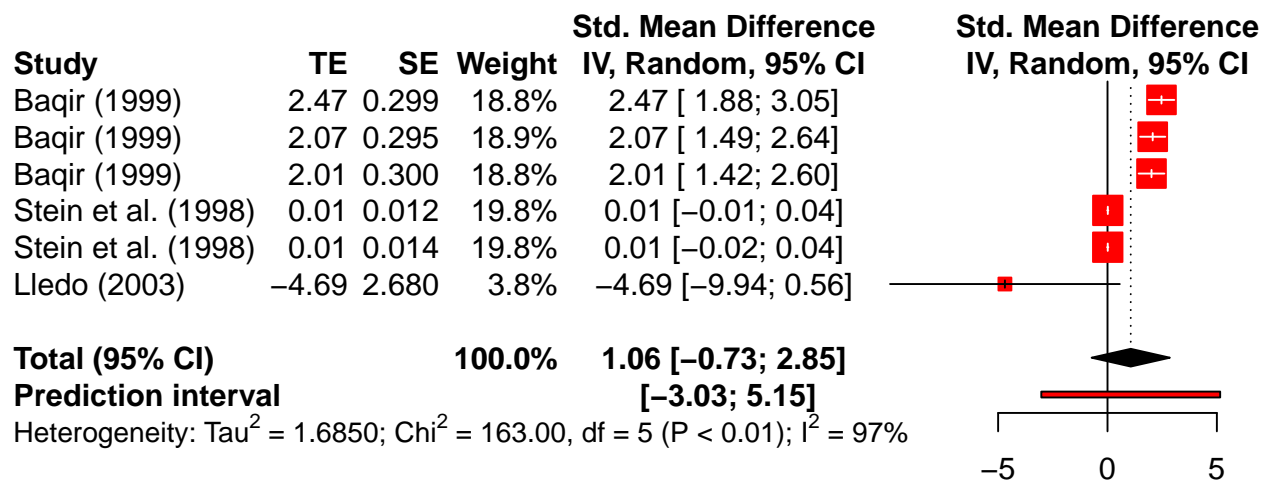 Std. Mean Difference Std. Mean Difference
Study TE SE Weight IV, Random, 95% CI IV, Random, 95% CI
Baqir (1999) 2.47 0.299 18.8% 2.47 [ 1.88; 3.05]
Baqir (1999) 2.07 0.295 18.9% 2.07 [ 1.49; 2.64]
Baqir (1999) 2.01 0.300 18.8% 2.01 [ 1.42; 2.60]
Stein et al. (1998) 0.01 0.012 19.8% 0.01 [−0.01; 0.04]
Stein et al. (1998) 0.01 0.014 19.8% 0.01 [−0.02; 0.04]
Lledo (2003) −4.69 2.680 3.8% −4.69 [−9.94; 0.56]
Total (95% CI) 100.0% 1.06 [−0.73; 2.85]
Prediction interval [−3.03; 5.15]
Heterogeneity: Tau² = 1.6850; Chi² = 163.00, df = 5 (P < 0.01); I² = 97%
−5 0 5